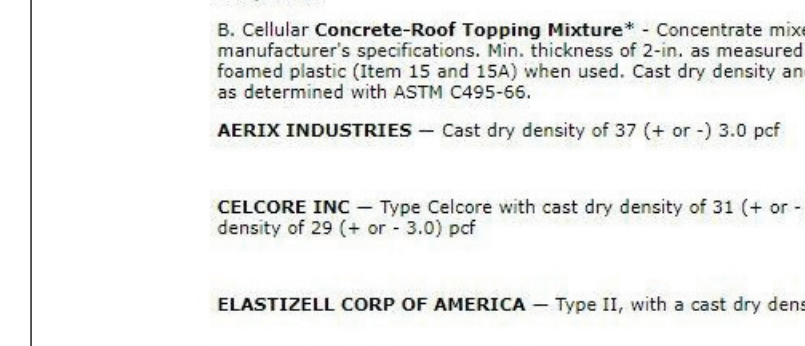 B. Cellular Concrete-Roof Topping Mixture* - Concentrate mixe
manufacturer's specifications. Min. thickness of 2-in. as measured
foamed plastic (Item 15 and 15A) when used. Cast dry density an
as determined with ASTM C495-66.
AERIX INDUSTRIES — Cast dry density of 37 (+ or -) 3.0 pcf
CELCORE INC — Type Celcore with cast dry density of 31 (+ or -
density of 29 (+ or - 3.0) pcf
ELASTIZELL CORP OF AMERICA — Type II, with a cast dry dens